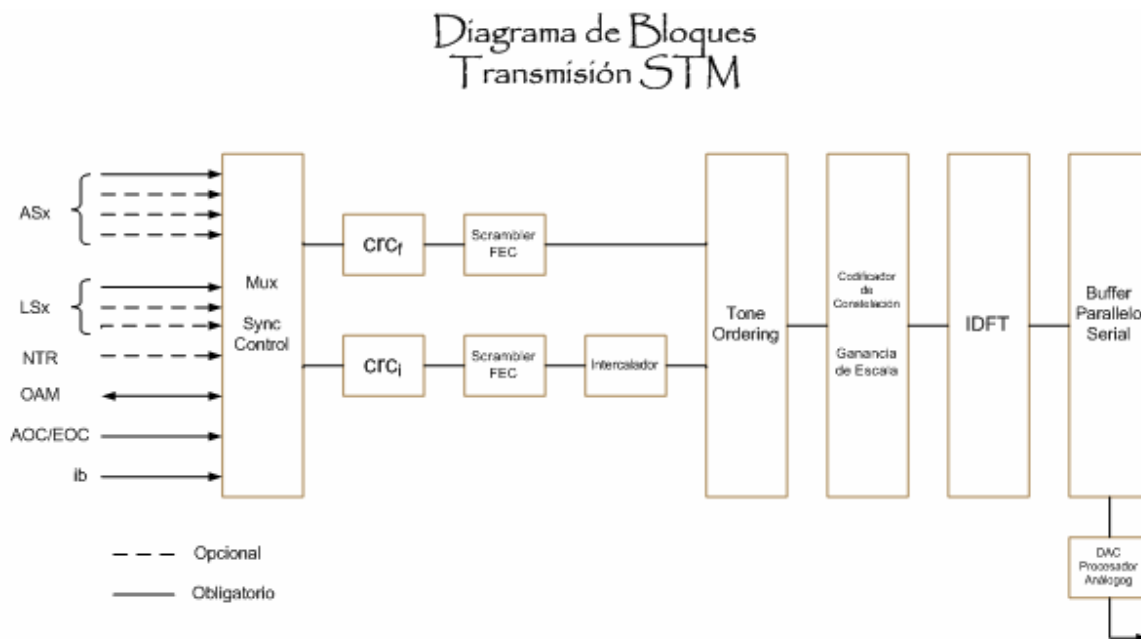 Diagrama de Bloques
Transmisión STM
ASx
LSx
NTR
OAM
AOC/EOC
ib
Mux
Sync
Control
crcf
Scrambler
FEC
crci
Scrambler
FEC
Intercalador
Tone
Ordering
Codificador
de
Constelación
Ganancia
de Escala
IDFT
Buffer
Parallelo
Serial
DAC
Procesador
Análogog
Opcional
Obligatorio